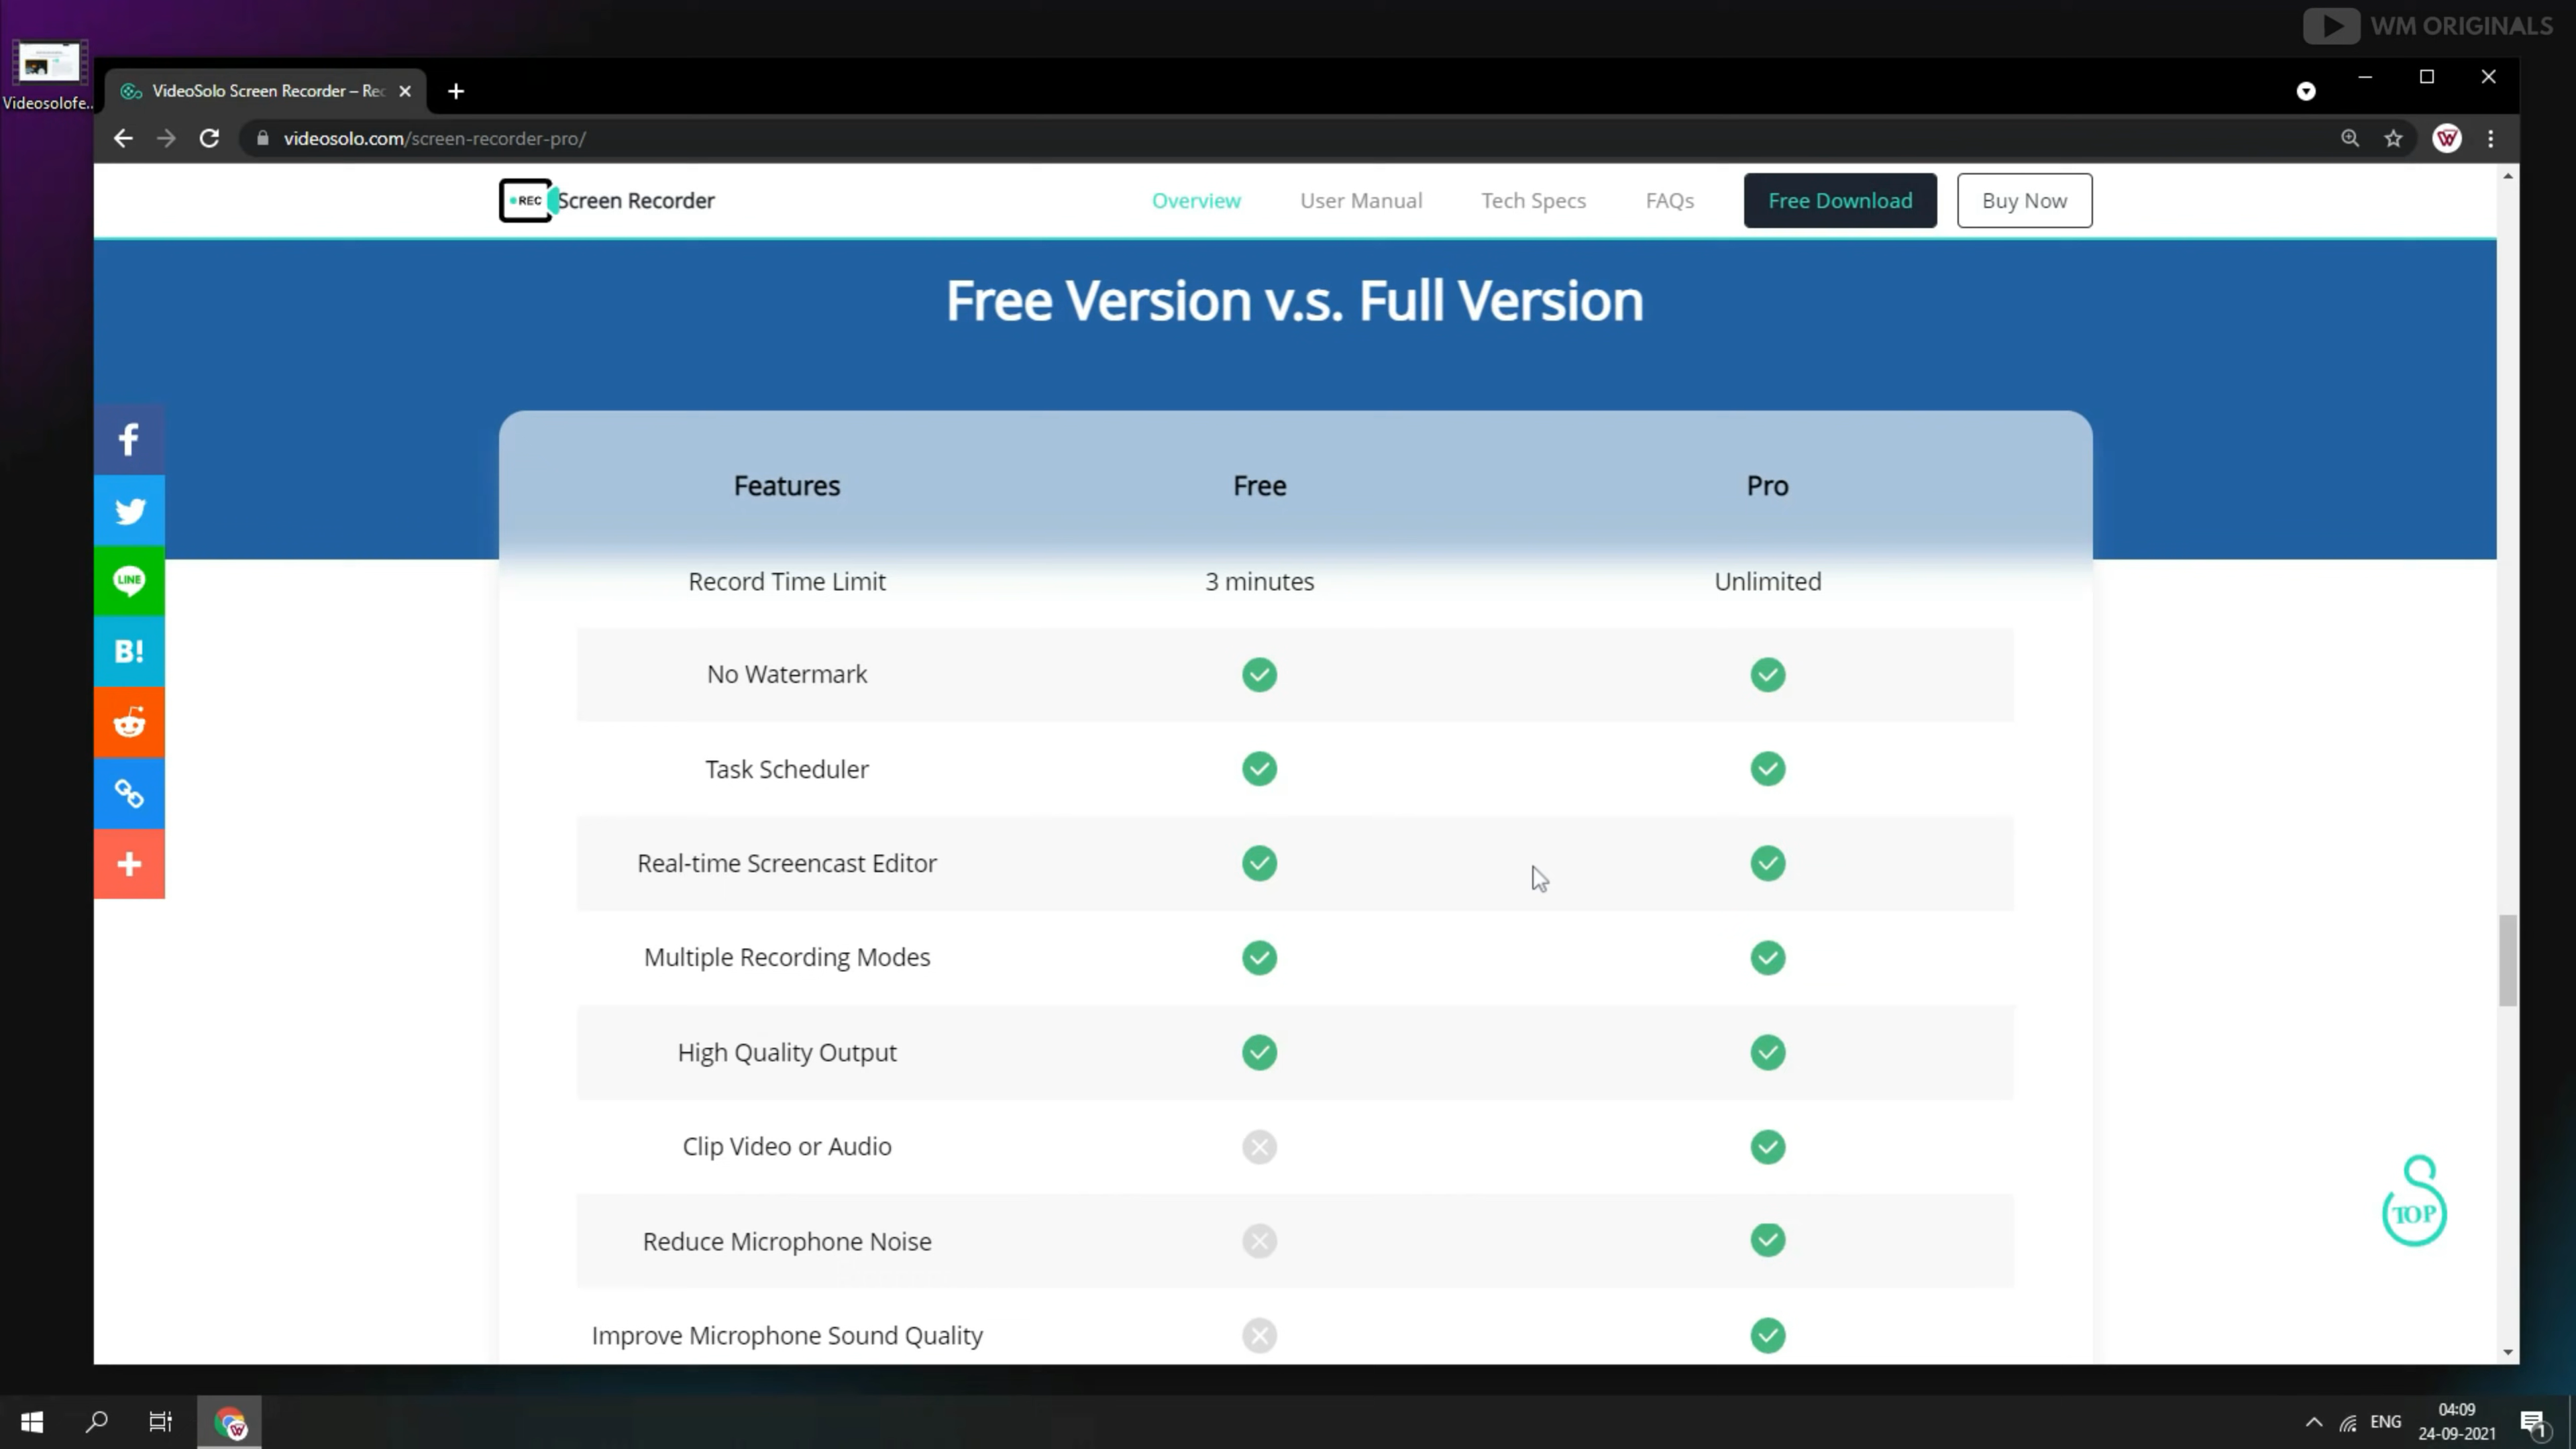 WM ORIGINALS
Videosolofe...
VideoSolo Screen Recorder – Rec
videosolo.com/screen-recorder-pro/
REC Screen Recorder
Overview
User Manual
Tech Specs
FAQs
Free Download
Buy Now
Free Version v.s. Full Version
Features Free Pro
Record Time Limit 3 minutes Unlimited
No Watermark
Task Scheduler
Real-time Screencast Editor
Multiple Recording Modes
High Quality Output
Clip Video or Audio
Reduce Microphone Noise
Improve Microphone Sound Quality
LINE
B!
TOP
ENG
04:09
24-09-2021
1